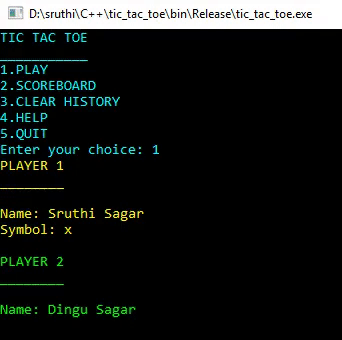 D:\sruthi\C++\tic_tac_toe\bin\Release\tic_tac_toe.exe
TIC TAC TOE
___________
1.PLAY
2.SCOREBOARD
3.CLEAR HISTORY
4.HELP
5.QUIT
Enter your choice: 1
PLAYER 1
________
Name: Sruthi Sagar
Symbol: x
PLAYER 2
________
Name: Dingu Sagar